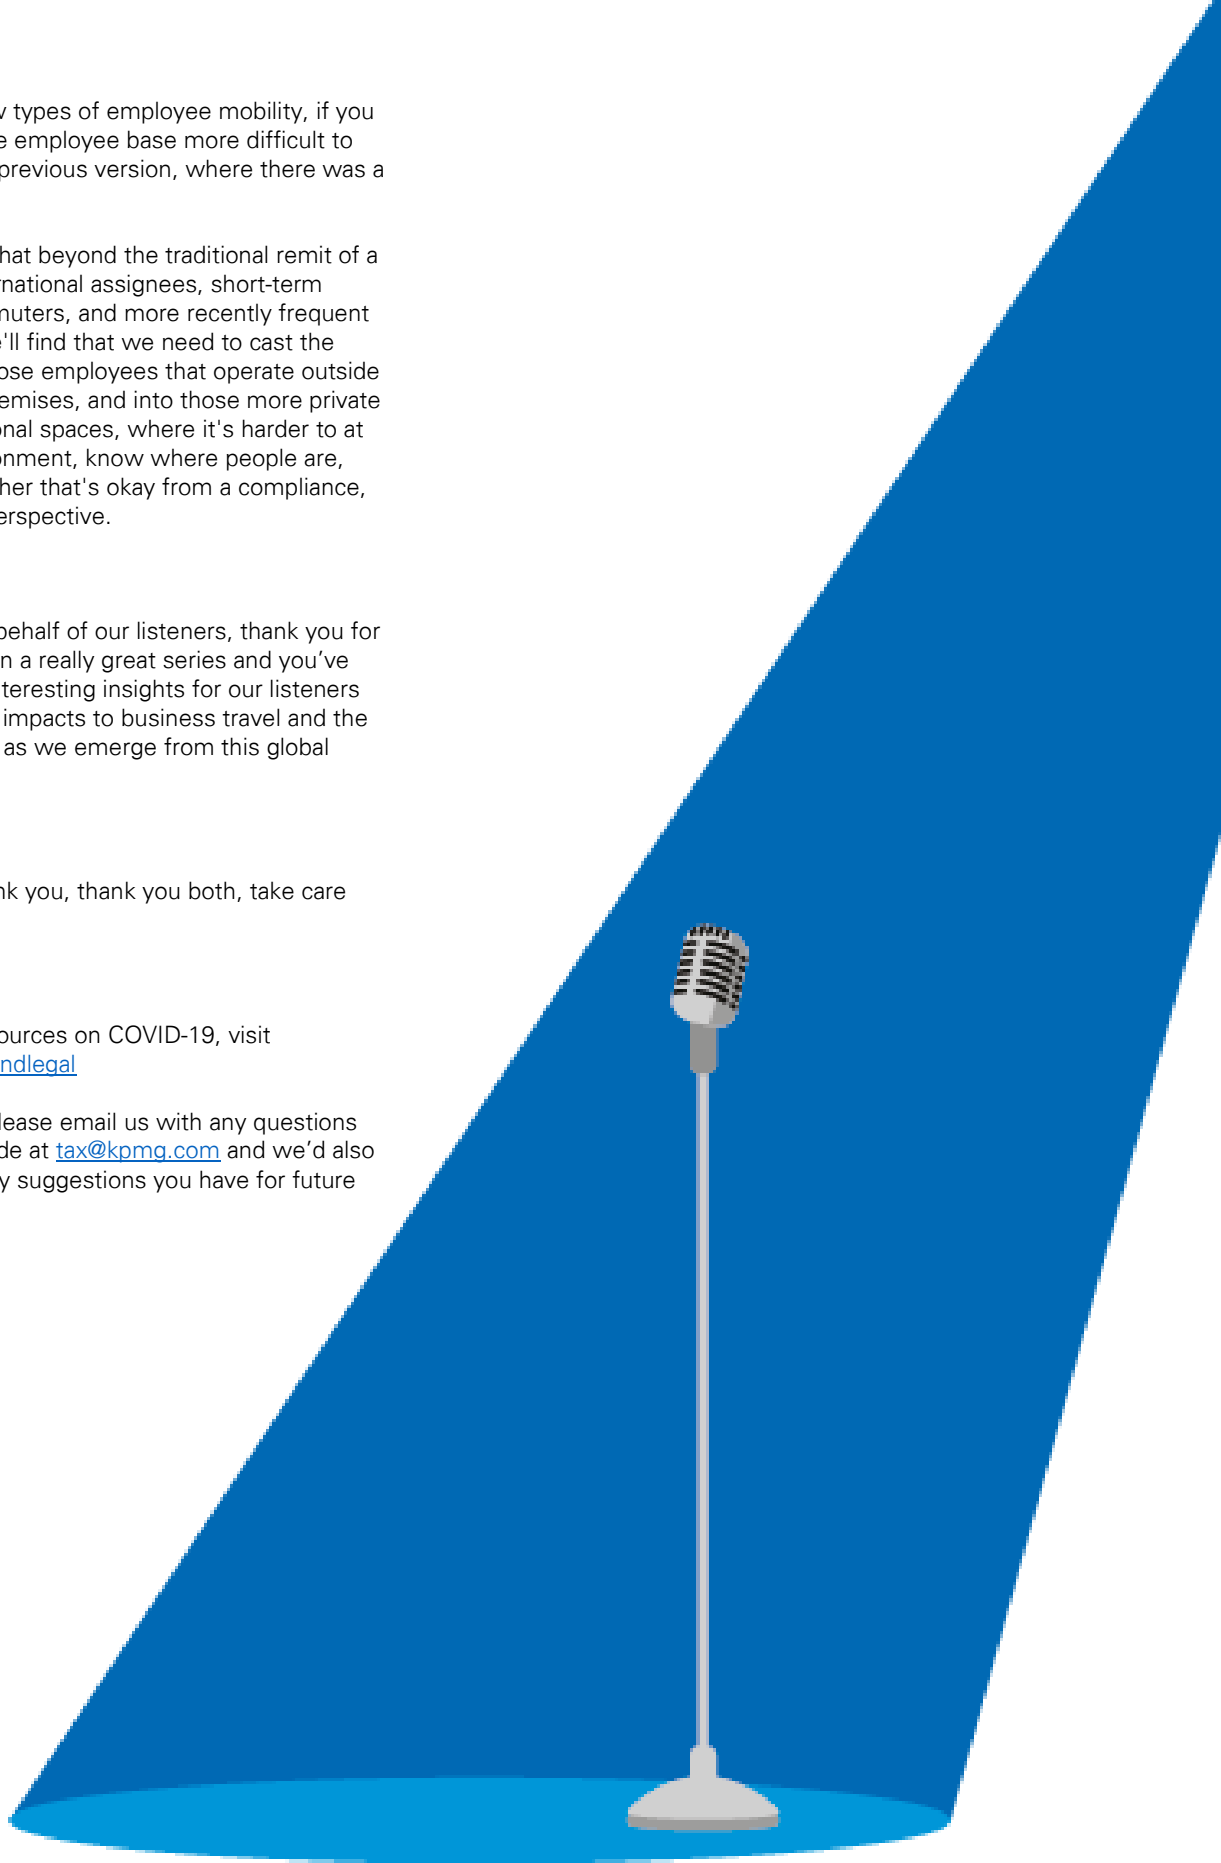 types of employee mobility, if you
employee base more difficult to
previous version, where there was a
hat beyond the traditional remit of a
rnational assignees, short-term
muters, and more recently frequent
e'll find that we need to cast the
ose employees that operate outside
emises, and into those more private
onal spaces, where it's harder to at
onment, know where people are,
ther that's okay from a compliance,
erspective.
behalf of our listeners, thank you for
n a really great series and you've
teresting insights for our listeners
impacts to business travel and the
as we emerge from this global
nk you, thank you both, take care
ources on COVID-19, visit
ndlegal
lease email us with any questions
de at tax@kpmg.com and we'd also
y suggestions you have for future